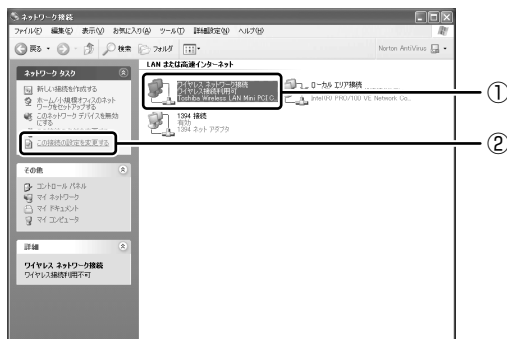 ネットワーク接続
ファイル(F) 編集(E) 表示(V) お気に入り(A) ツール(T) 詳細設定(N) ヘルプ(H)
戻る 検索 フォルダ Norton AntiVirus
ネットワーク タスク
新しい接続を作成する
ホーム/小規模オフィスのネットワークをセットアップする
このネットワーク デバイスを無効にする
この接続の設定を変更する
その他
コントロール パネル
マイ ネットワーク
マイ ドキュメント
マイ コンピュータ
詳細
ワイヤレス ネットワーク接続
ワイヤレス接続利用不可
LAN または高速インターネット
ワイヤレス ネットワーク接続
ワイヤレス接続利用不可
Toshiba Wireless LAN Mini PCI C...
ローカル エリア接続
Intel(R) PRO/100 VE Network Co...
1394 接続
有効
1394 ネット アダプタ
①
②